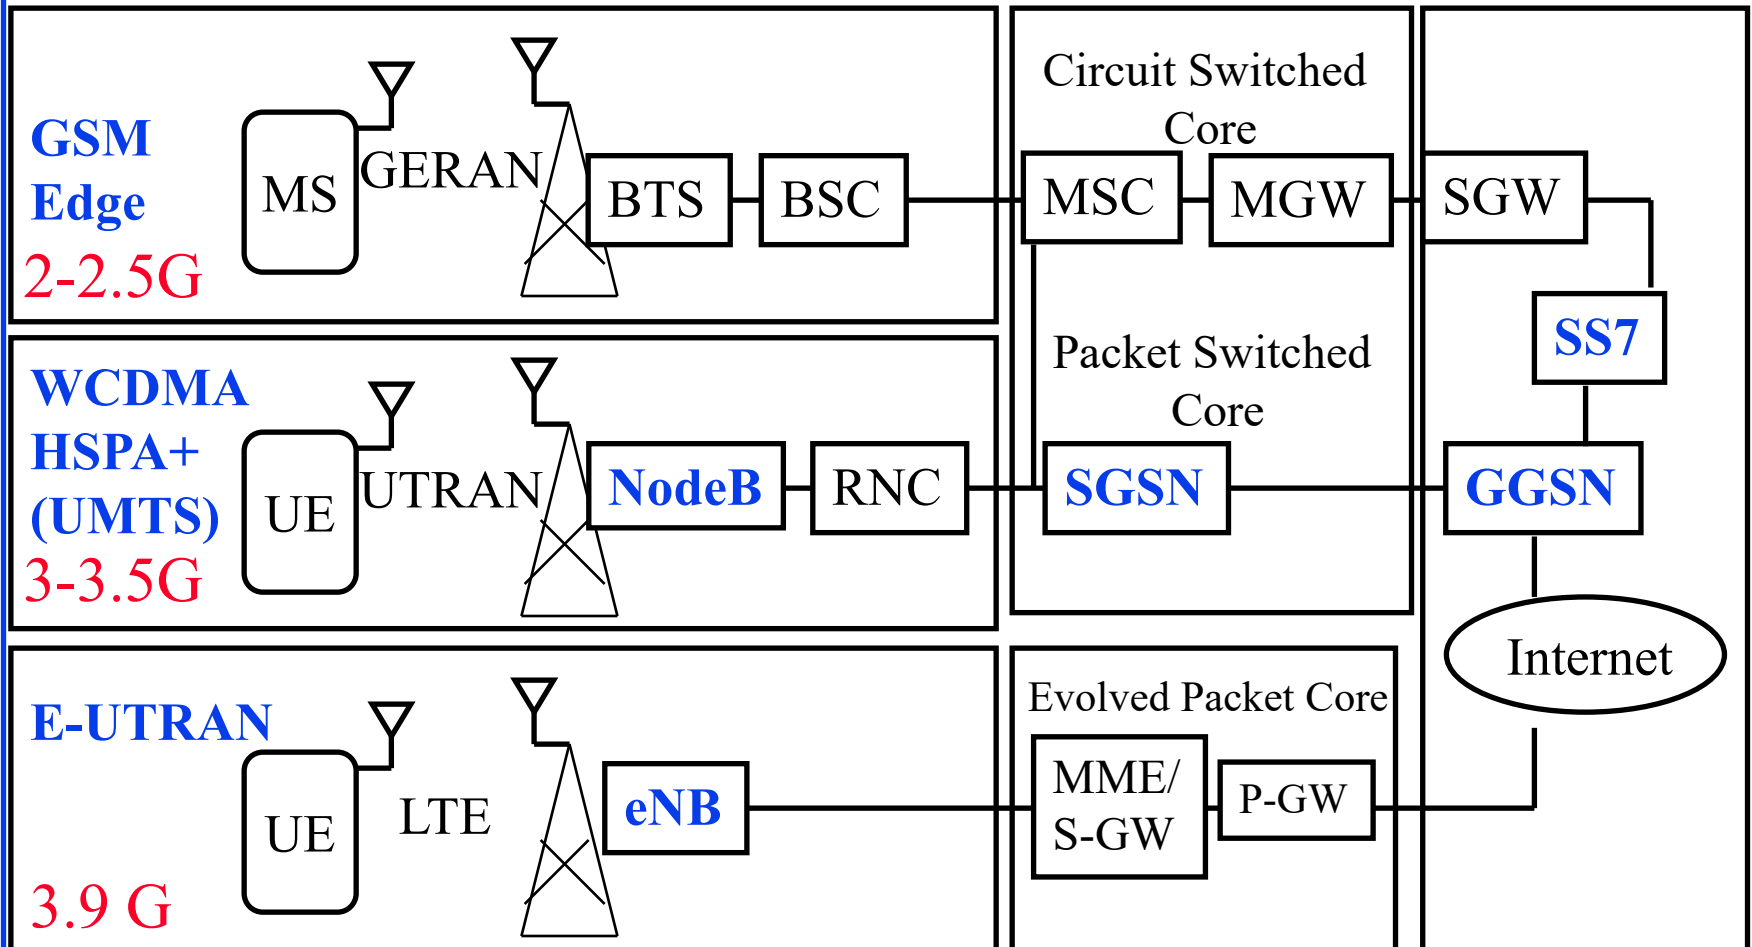 GSM
Edge
2-2.5G
MS
GERAN
BTS
BSC
Circuit Switched
Core
MSC
MGW
SGW
SS7
WCDMA
HSPA+
(UMTS)
3-3.5G
UE
UTRAN
NodeB
RNC
Packet Switched
Core
SGSN
GGSN
Internet
E-UTRAN
3.9 G
UE
LTE
eNB
Evolved Packet Core
MME/
S-GW
P-GW